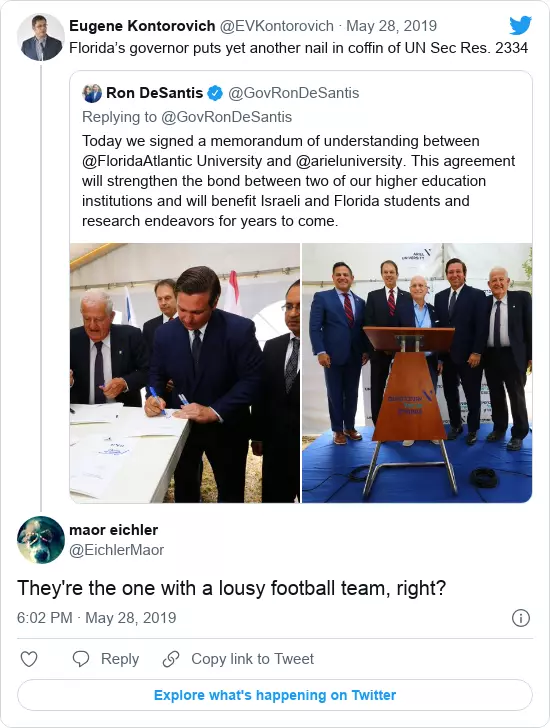 Eugene Kontorovich @EVKontorovich · May 28, 2019
Florida's governor puts yet another nail in coffin of UN Sec Res. 2334
Ron DeSantis @GovRonDeSantis
Replying to @GovRonDeSantis
Today we signed a memorandum of understanding between
@FloridaAtlantic University and @arieluniversity. This agreement
will strengthen the bond between two of our higher education
institutions and will benefit Israeli and Florida students and
research endeavors for years to come.
ARIEL
UNIVERSITY
maor eichler
@EichlerMaor
They're the one with a lousy football team, right?
6:02 PM · May 28, 2019
Reply
Copy link to Tweet
Explore what's happening on Twitter